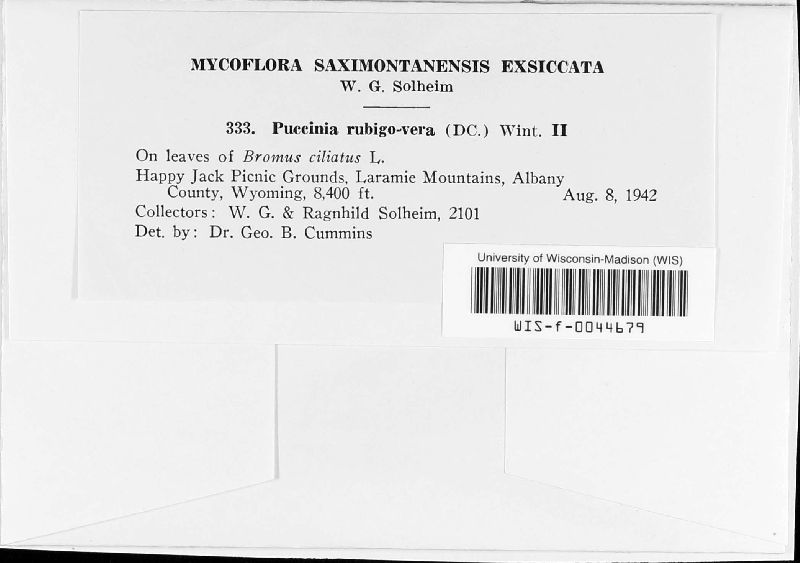 MYCOFLORA SAXIMONTANENSIS EXSICCATA
W. G. Solheim
333. Puccinia rubigo-vera (DC.) Wint. II
On leaves of Bromus ciliatus L.
Happy Jack Picnic Grounds, Laramie Mountains, Albany
County, Wyoming, 8,400 ft. Aug. 8, 1942
Collectors: W. G. & Ragnhild Solheim, 2101
Det. by: Dr. Geo. B. Cummins
University of Wisconsin-Madison (WIS)
WIS-f-0044679